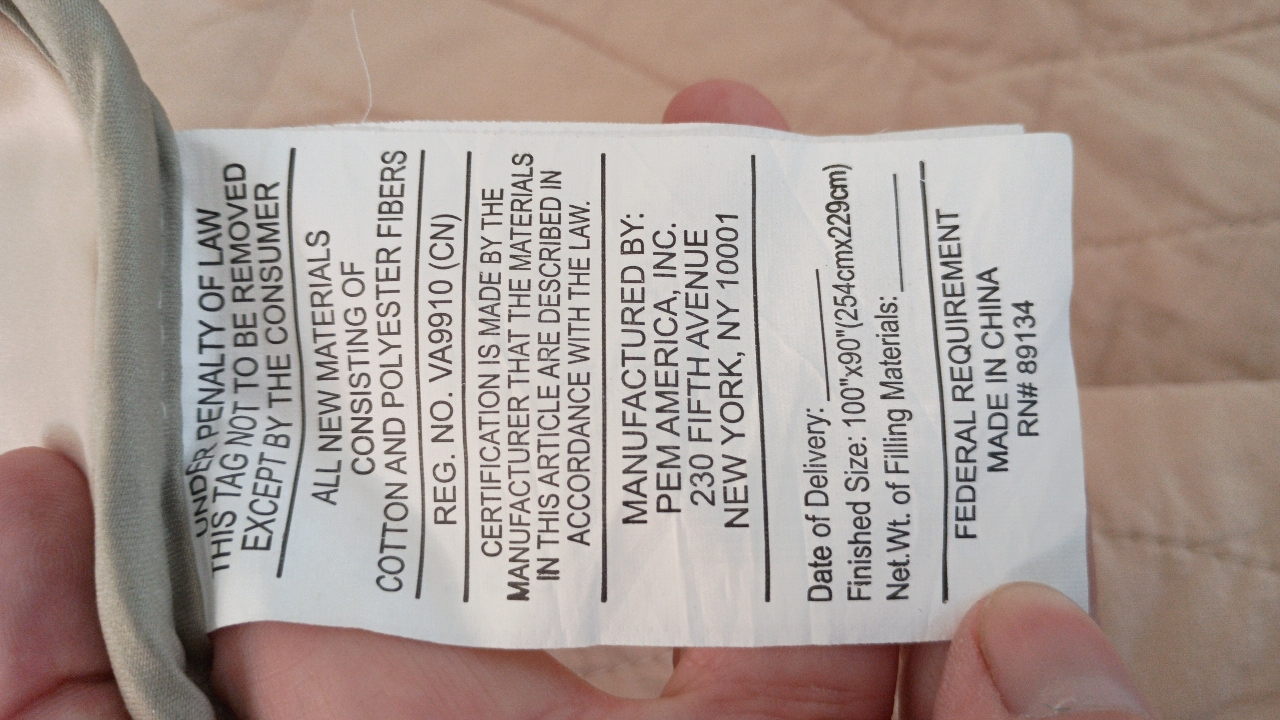 UNDER PENALTY OF LAW
THIS TAG NOT TO BE REMOVED
EXCEPT BY THE CONSUMER
ALL NEW MATERIALS
CONSISTING OF
COTTON AND POLYESTER FIBERS
REG. NO. VA9910 (CN)
CERTIFICATION IS MADE BY THE
MANUFACTURER THAT THE MATERIALS
IN THIS ARTICLE ARE DESCRIBED IN
ACCORDANCE WITH THE LAW.
MANUFACTURED BY:
PEM AMERICA, INC.
230 FIFTH AVENUE
NEW YORK, NY 10001
Date of Delivery: ________
Finished Size: 100"x90"(254cmx229cm)
Net.Wt. of Filling Materials: ________
FEDERAL REQUIREMENT
MADE IN CHINA
RN# 89134